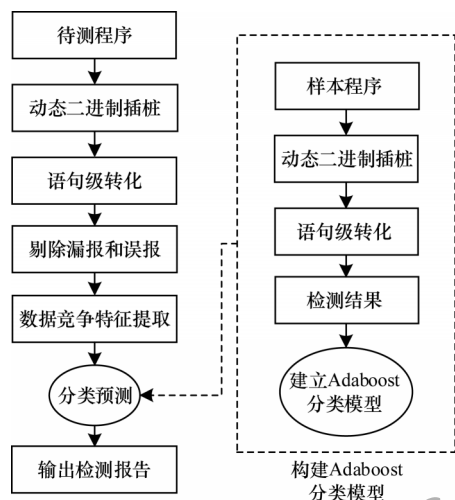 待测程序
动态二进制插桩
语句级转化
剔除漏报和误报
数据竞争特征提取
分类预测
输出检测报告
样本程序
动态二进制插桩
语句级转化
检测结果
建立Adaboost
分类模型
构建Adaboost
分类模型